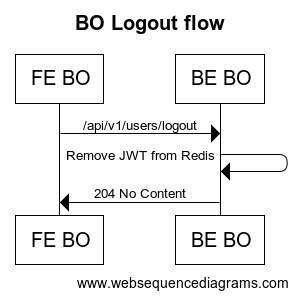 BO Logout flow
FE BO
BE BO
/api/v1/users/logout
Remove JWT from Redis
204 No Content
FE BO
BE BO
www.websequencediagrams.com